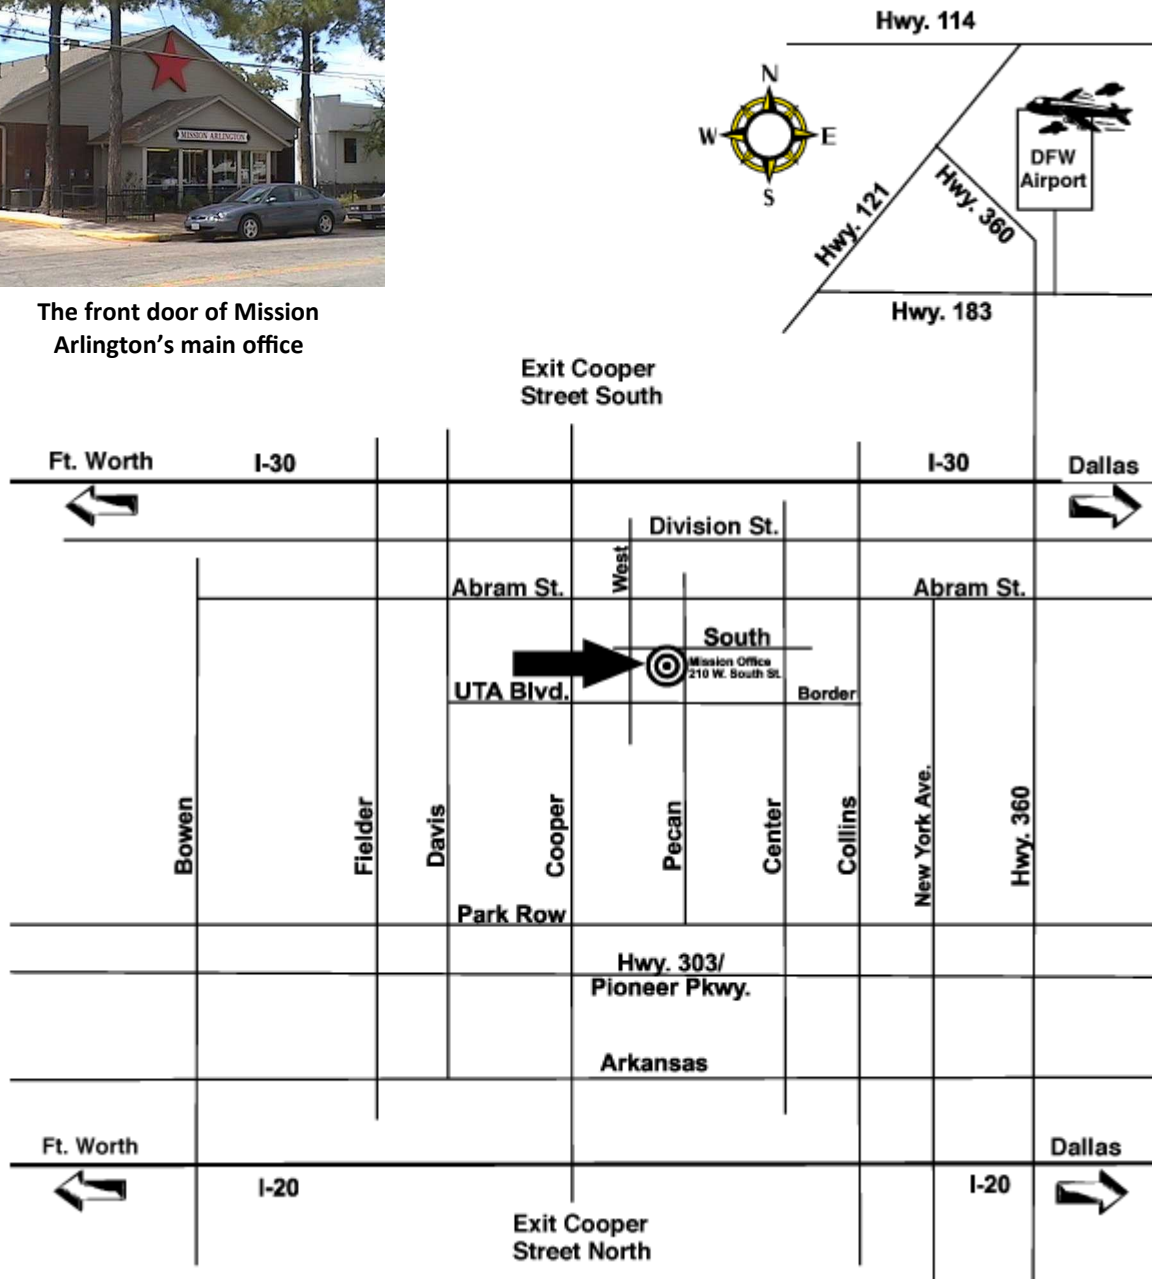 MISSION ARLINGTON
The front door of Mission
Arlington’s main office
Hwy. 114
N
W
E
S
DFW
Airport
Hwy. 121
Hwy. 360
Hwy. 183
Exit Cooper
Street South
Ft. Worth
I-30
I-30
Dallas
Division St.
West
Abram St.
Abram St.
South
Mission Office
210 W. South St.
UTA Blvd.
Border
Bowen
Fielder
Davis
Cooper
Pecan
Center
Collins
New York Ave.
Hwy. 360
Park Row
Hwy. 303/
Pioneer Pkwy.
Arkansas
Ft. Worth
Dallas
I-20
I-20
Exit Cooper
Street North